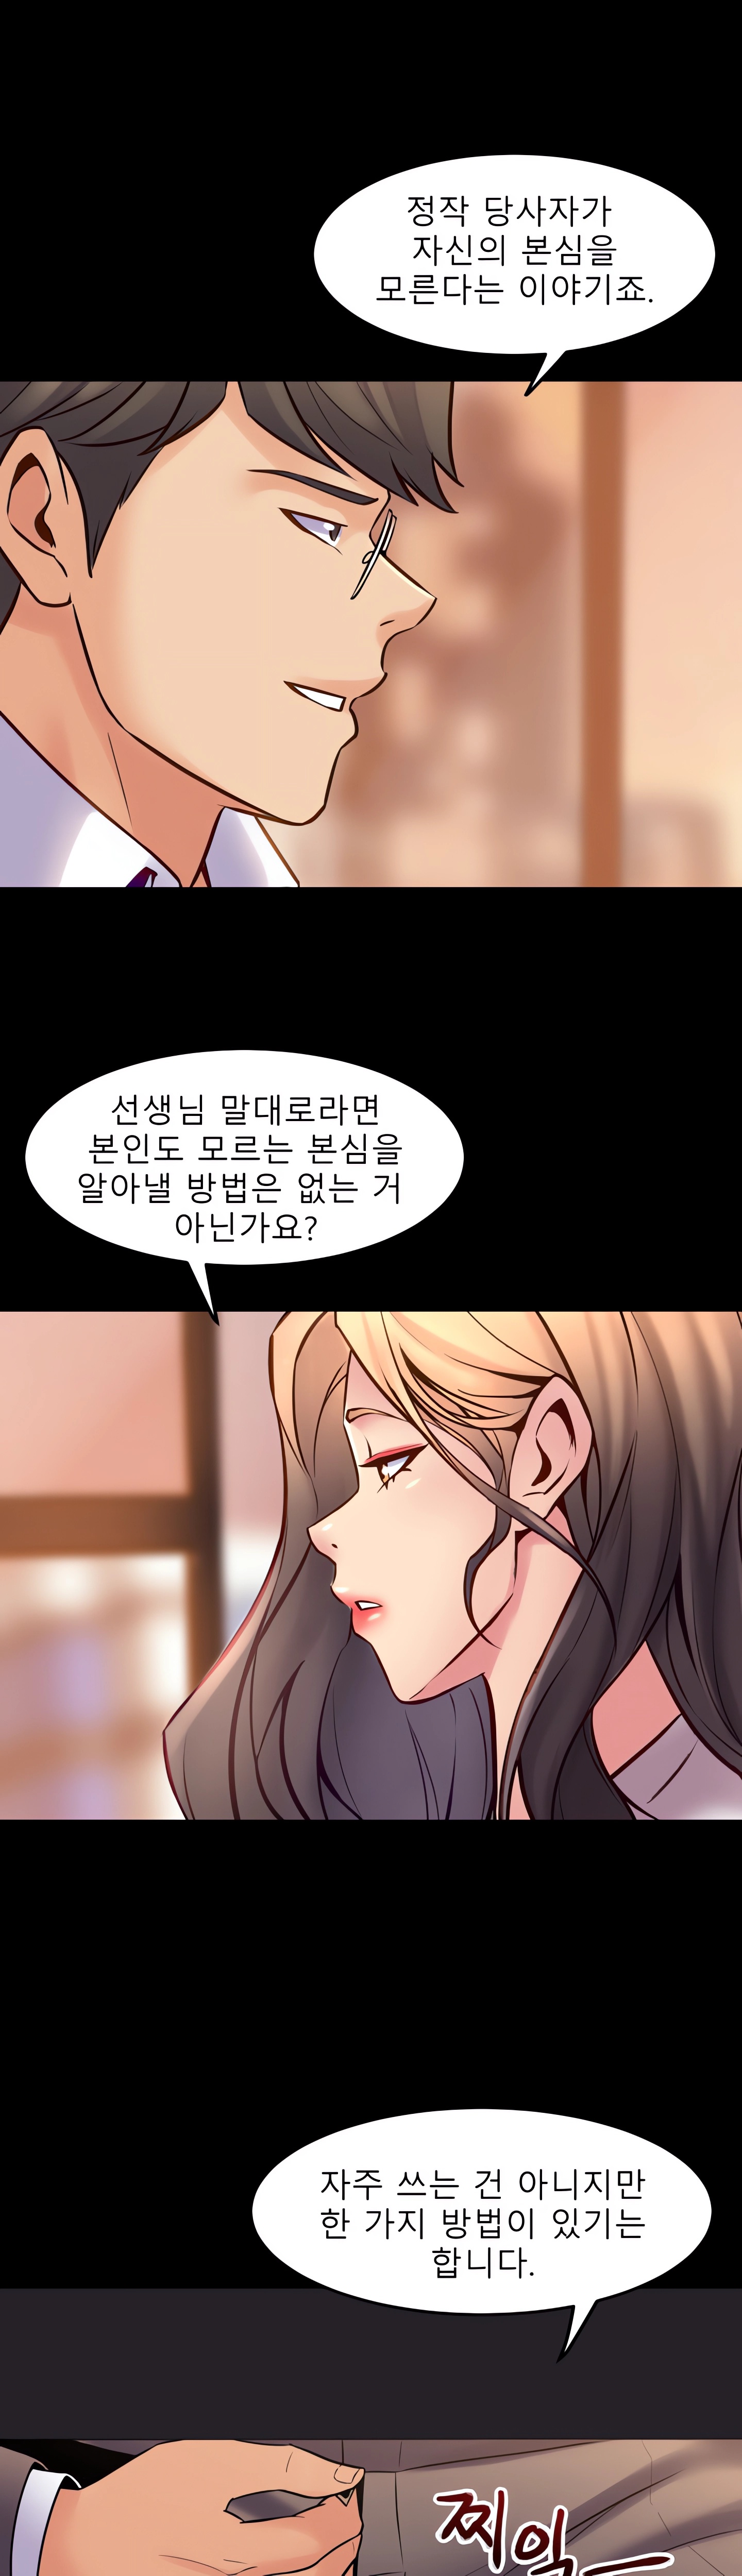 정작 당사자가
자신의 본심을
모른다는 이야기죠.
선생님 말대로라면
본인도 모르는 본심을
알아낼 방법은 없는 거
아닌가요?
자주 쓰는 건 아니지만
한 가지 방법이 있기는
합니다.
찌익